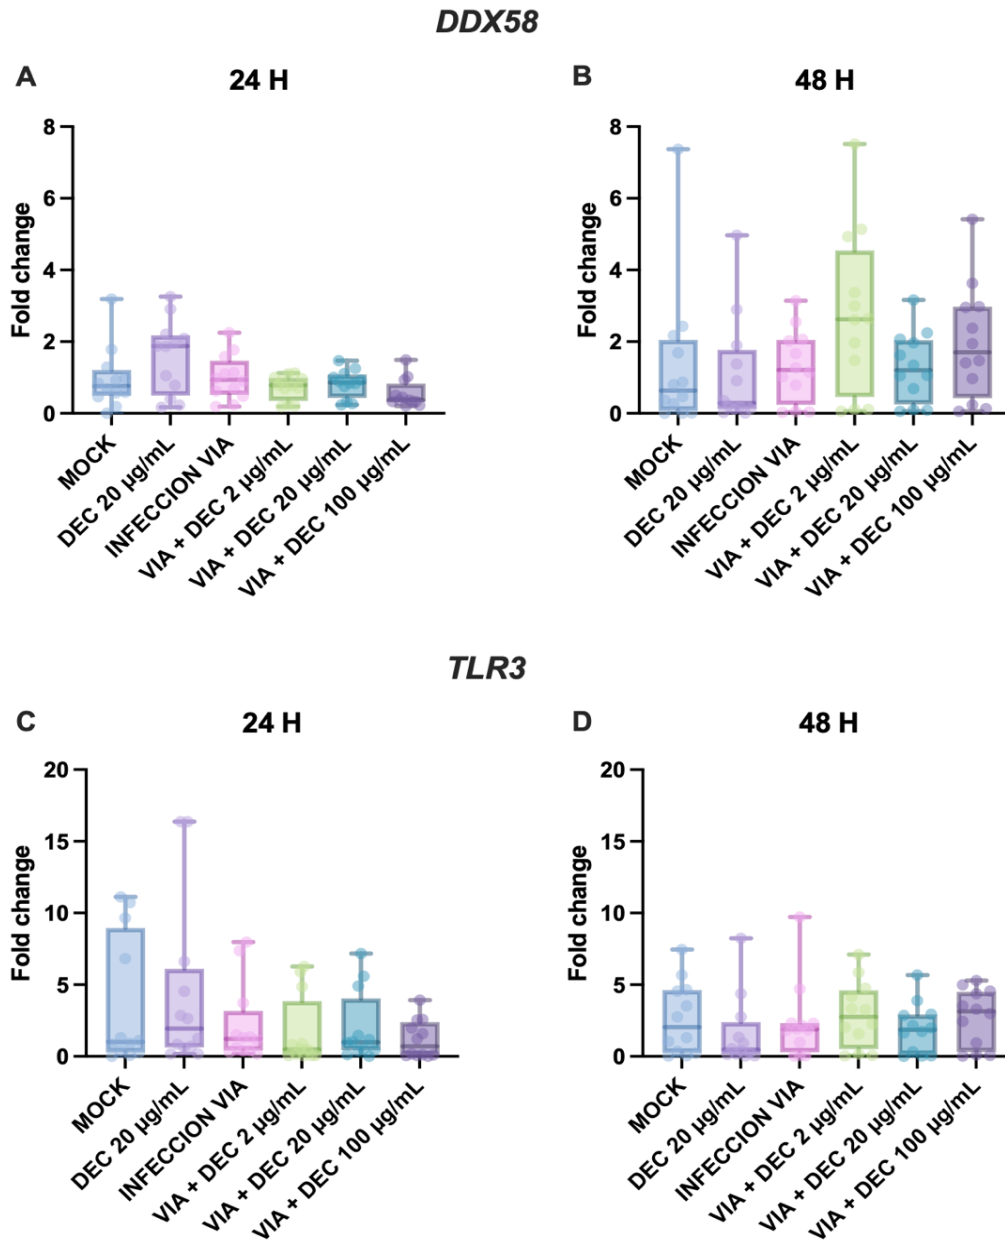 DDX58
A
24 H
Fold change
8
6
4
2
0
MOCK
DEC 20 µg/mL
INFECCION VIA
VIA + DEC 2 µg/mL
VIA + DEC 20 µg/mL
VIA + DEC 100 µg/mL
B
48 H
Fold change
8
6
4
2
0
MOCK
DEC 20 µg/mL
INFECCION VIA
VIA + DEC 2 µg/mL
VIA + DEC 20 µg/mL
VIA + DEC 100 µg/mL
TLR3
C
24 H
Fold change
20
15
10
5
0
MOCK
DEC 20 µg/mL
INFECCION VIA
VIA + DEC 2 µg/mL
VIA + DEC 20 µg/mL
VIA + DEC 100 µg/mL
D
48 H
Fold change
20
15
10
5
0
MOCK
DEC 20 µg/mL
INFECCION VIA
VIA + DEC 2 µg/mL
VIA + DEC 20 µg/mL
VIA + DEC 100 µg/mL